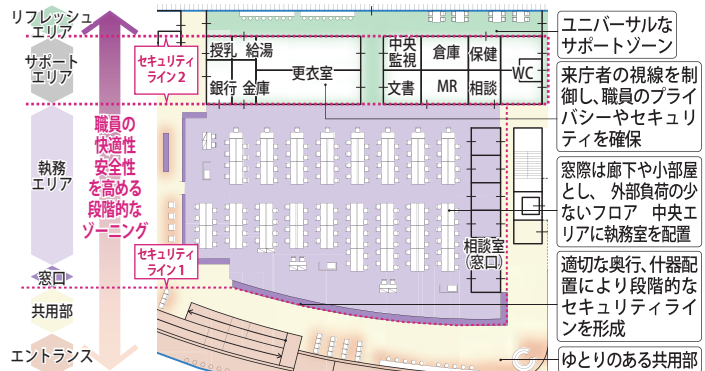 リフレッシュ
エリア
サポート
エリア
執務
エリア
窓口
共用部
エントランス
職員の
快適性
安全性
を高める
段階的な
ゾーニング
セキュリティ
ライン2
セキュリティ
ライン1
授乳 給湯
銀行 金庫
更衣室
中央
監視
倉庫
保健
文書
MR
相談
WC
相談室
(窓口)
ユニバーサルな
サポートゾーン
来庁者の視線を制
御し、職員のプライ
バシーやセキュリ
ティを確保
窓際は廊下や小部屋
とし、 外部負荷の少
ないフロア 中央エ
リアに執務室を配置
適切な奥行、什器配
置により段階的な
セキュリティライ
ンを形成
ゆとりのある共用部